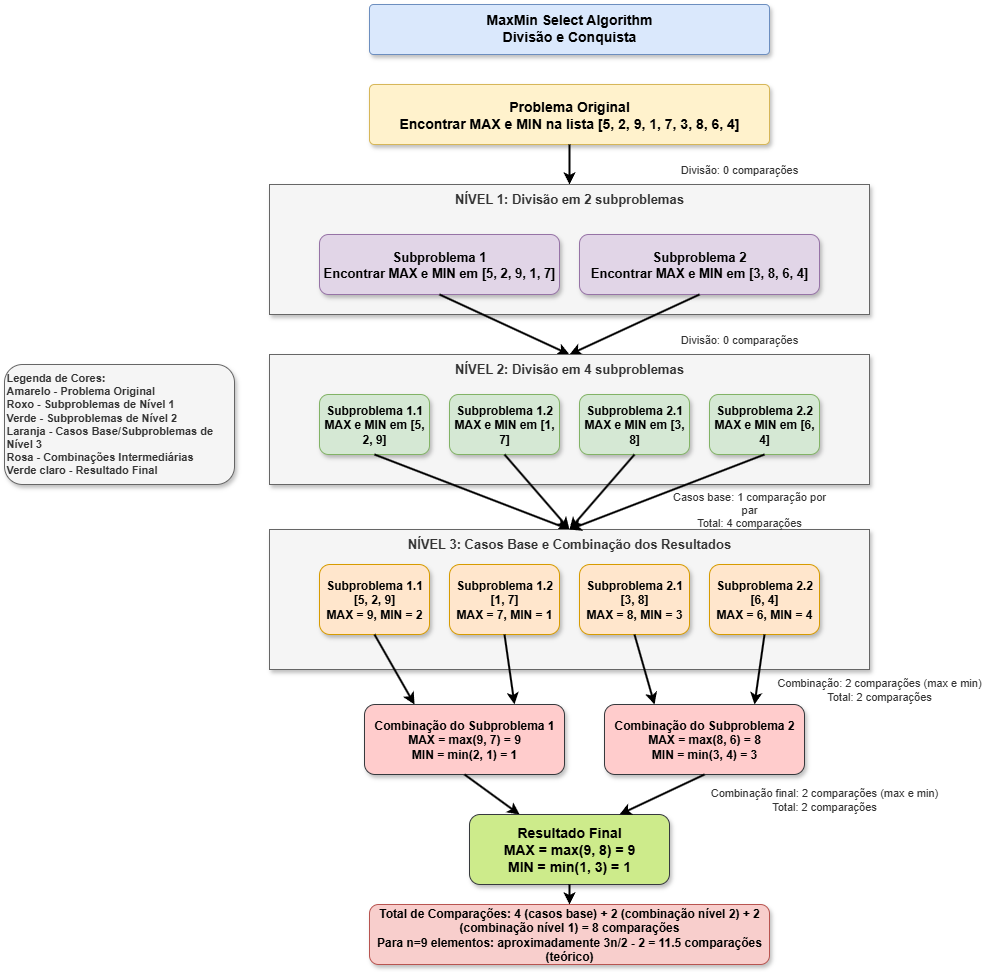 MaxMin Select Algorithm
Divisão e Conquista
Problema Original
Encontrar MAX e MIN na lista [5, 2, 9, 1, 7, 3, 8, 6, 4]
Divisão: 0 comparações
NÍVEL 1: Divisão em 2 subproblemas
Subproblema 1
Encontrar MAX e MIN em [5, 2, 9, 1, 7]
Subproblema 2
Encontrar MAX e MIN em [3, 8, 6, 4]
Divisão: 0 comparações
NÍVEL 2: Divisão em 4 subproblemas
Subproblema 1.1
MAX e MIN em [5,
2, 9]
Subproblema 1.2
MAX e MIN em [1,
7]
Subproblema 2.1
MAX e MIN em [3,
8]
Subproblema 2.2
MAX e MIN em [6,
4]
Legenda de Cores:
Amarelo - Problema Original
Roxo - Subproblemas de Nível 1
Verde - Subproblemas de Nível 2
Laranja - Casos Base/Subproblemas de
Nível 3
Rosa - Combinações Intermediárias
Verde claro - Resultado Final
Casos base: 1 comparação por
par
Total: 4 comparações
NÍVEL 3: Casos Base e Combinação dos Resultados
Subproblema 1.1
[5, 2, 9]
MAX = 9, MIN = 2
Subproblema 1.2
[1, 7]
MAX = 7, MIN = 1
Subproblema 2.1
[3, 8]
MAX = 8, MIN = 3
Subproblema 2.2
[6, 4]
MAX = 6, MIN = 4
Combinação: 2 comparações (max e min)
Total: 2 comparações
Combinação do Subproblema 1
MAX = max(9, 7) = 9
MIN = min(2, 1) = 1
Combinação do Subproblema 2
MAX = max(8, 6) = 8
MIN = min(3, 4) = 3
Combinação final: 2 comparações (max e min)
Total: 2 comparações
Resultado Final
MAX = max(9, 8) = 9
MIN = min(1, 3) = 1
Total de Comparações: 4 (casos base) + 2 (combinação nível 2) + 2
(combinação nível 1) = 8 comparações
Para n=9 elementos: aproximadamente 3n/2 - 2 = 11.5 comparações
(teórico)